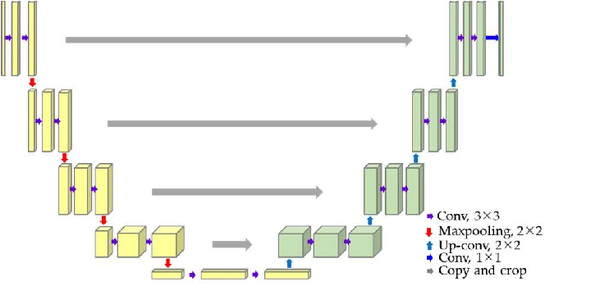 Conv, 3×3
Maxpooling, 2×2
Up-conv, 2×2
Conv, 1×1
Copy and crop